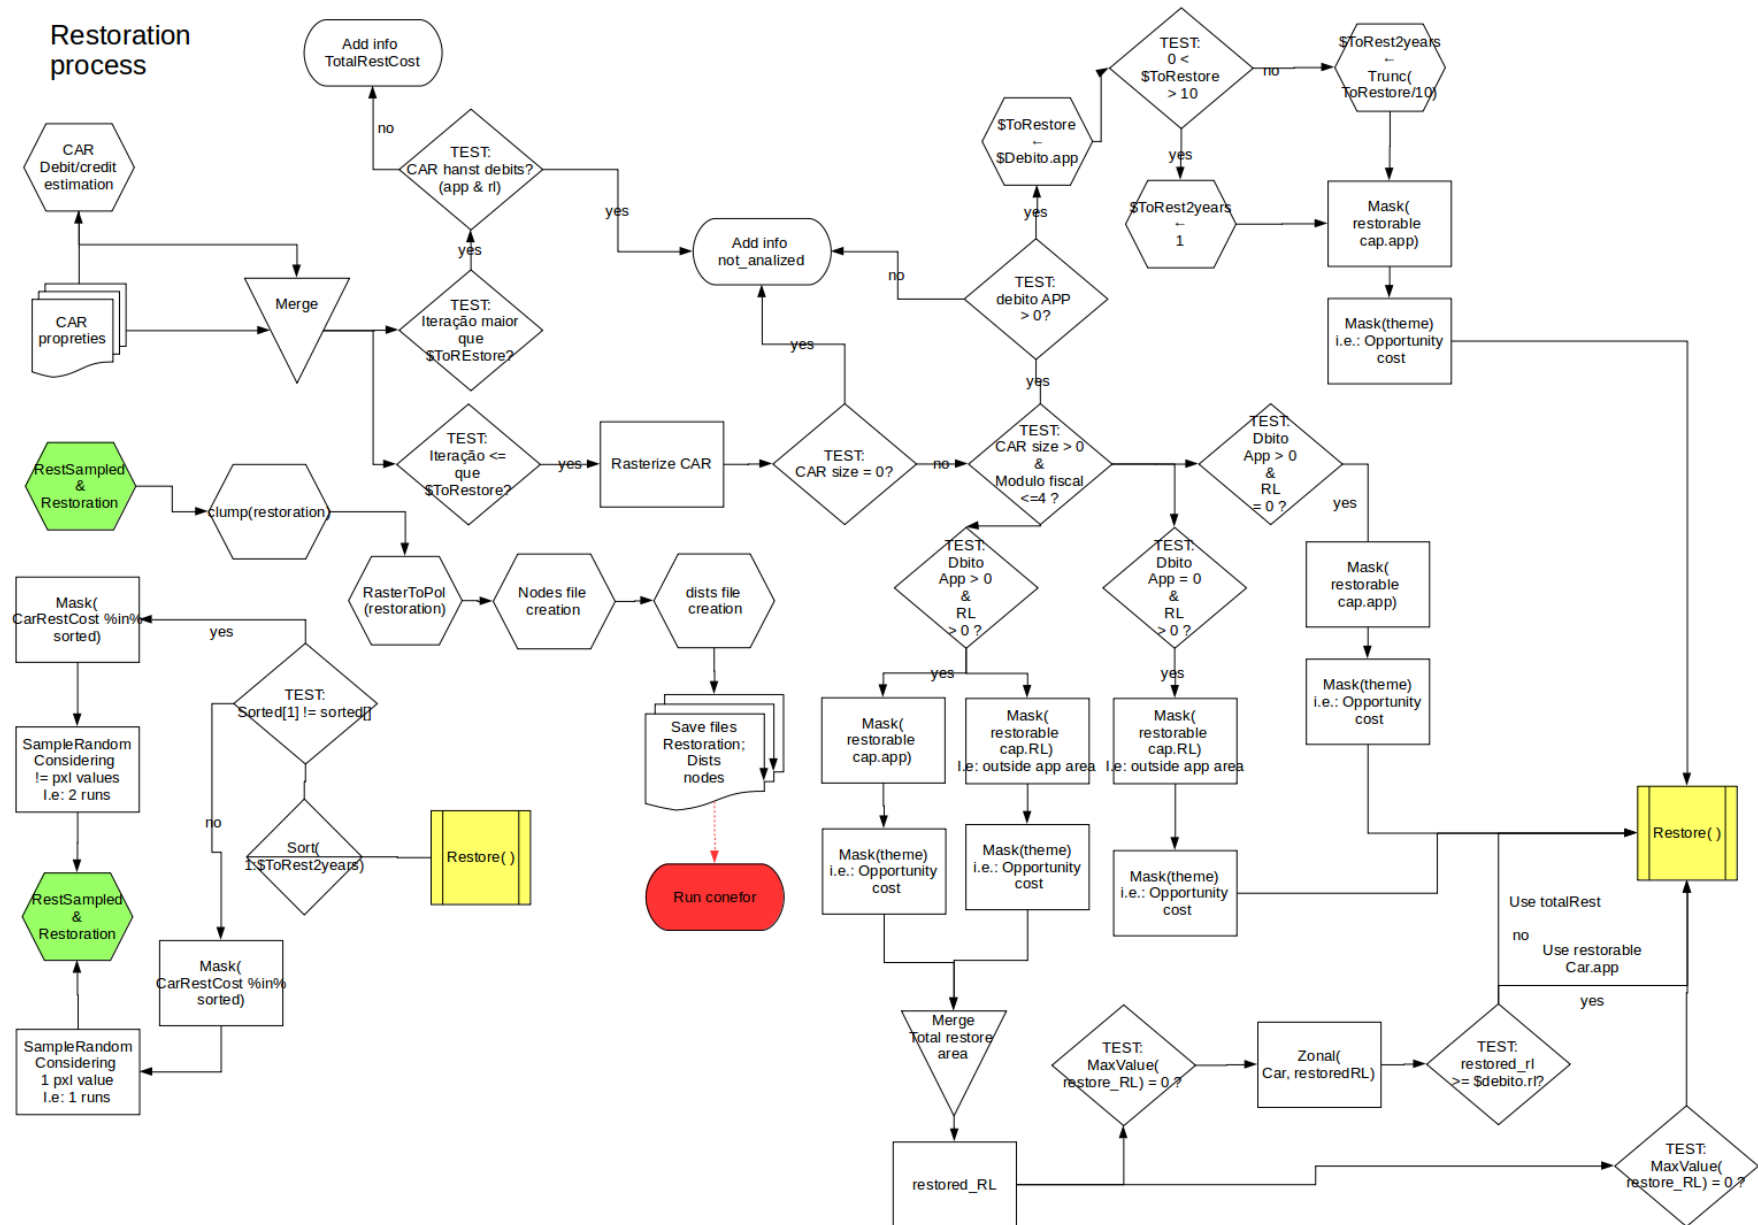 Restoration
process
Add info
TotalRestCost
no
CAR
Debit/credit
estimation
TEST:
CAR hanst debits?
(app & rl)
yes
yes
Merge
CAR
propreties
TEST:
Iteração maior
que
$ToREstore?
Add info
not_analized
yes
no
TEST:
0 <
$ToRestore
> 10
no
$ToRest2years
←
Trunc(
ToRestore/10)
$ToRestore
←
$Debito.app
yes
yes
$ToRest2years
←
1
Mask(
restorable
cap.app)
TEST:
debito APP
> 0?
Mask(theme)
i.e.: Opportunity
cost
yes
TEST:
Iteração <=
que
$ToRestore?
yes
Rasterize CAR
TEST:
CAR size = 0?
no
TEST:
CAR size > 0
&
Modulo fiscal
<=4 ?
TEST:
Dbito
App > 0
&
RL
= 0 ?
yes
RestSampled
&
Restoration
clump(restoration)
RasterToPol
(restoration)
Nodes file
creation
dists file
creation
TEST:
Dbito
App > 0
&
RL
> 0 ?
TEST:
Dbito
App = 0
&
RL
> 0 ?
Mask(
restorable
cap.app)
Mask(
CarRestCost %in%
sorted)
yes
TEST:
Sorted[1] != sorted[]
yes
yes
Mask(theme)
i.e.: Opportunity
cost
SampleRandom
Considering
!= pxl values
I.e: 2 runs
Save files
Restoration;
Dists
nodes
Mask(
restorable
cap.app)
Mask(
restorable
cap.RL)
I.e: outside app area
Mask(
restorable
cap.RL)
I.e: outside app area
no
Sort(
1:$ToRest2years)
Restore( )
Restore( )
Mask(theme)
i.e.: Opportunity
cost
Mask(theme)
i.e.: Opportunity
cost
Mask(theme)
i.e.: Opportunity
cost
RestSampled
&
Restoration
Run conefor
Use totalRest
no
Use restorable
Car.app
yes
Mask(
CarRestCost %in%
sorted)
SampleRandom
Considering
1 pxl value
I.e: 1 runs
Merge
Total restore
area
TEST:
MaxValue(
restore_RL) = 0 ?
Zonal(
Car, restoredRL)
TEST:
restored_rl
>= $debito.rl?
restored_RL
TEST:
MaxValue(
restore_RL) = 0 ?